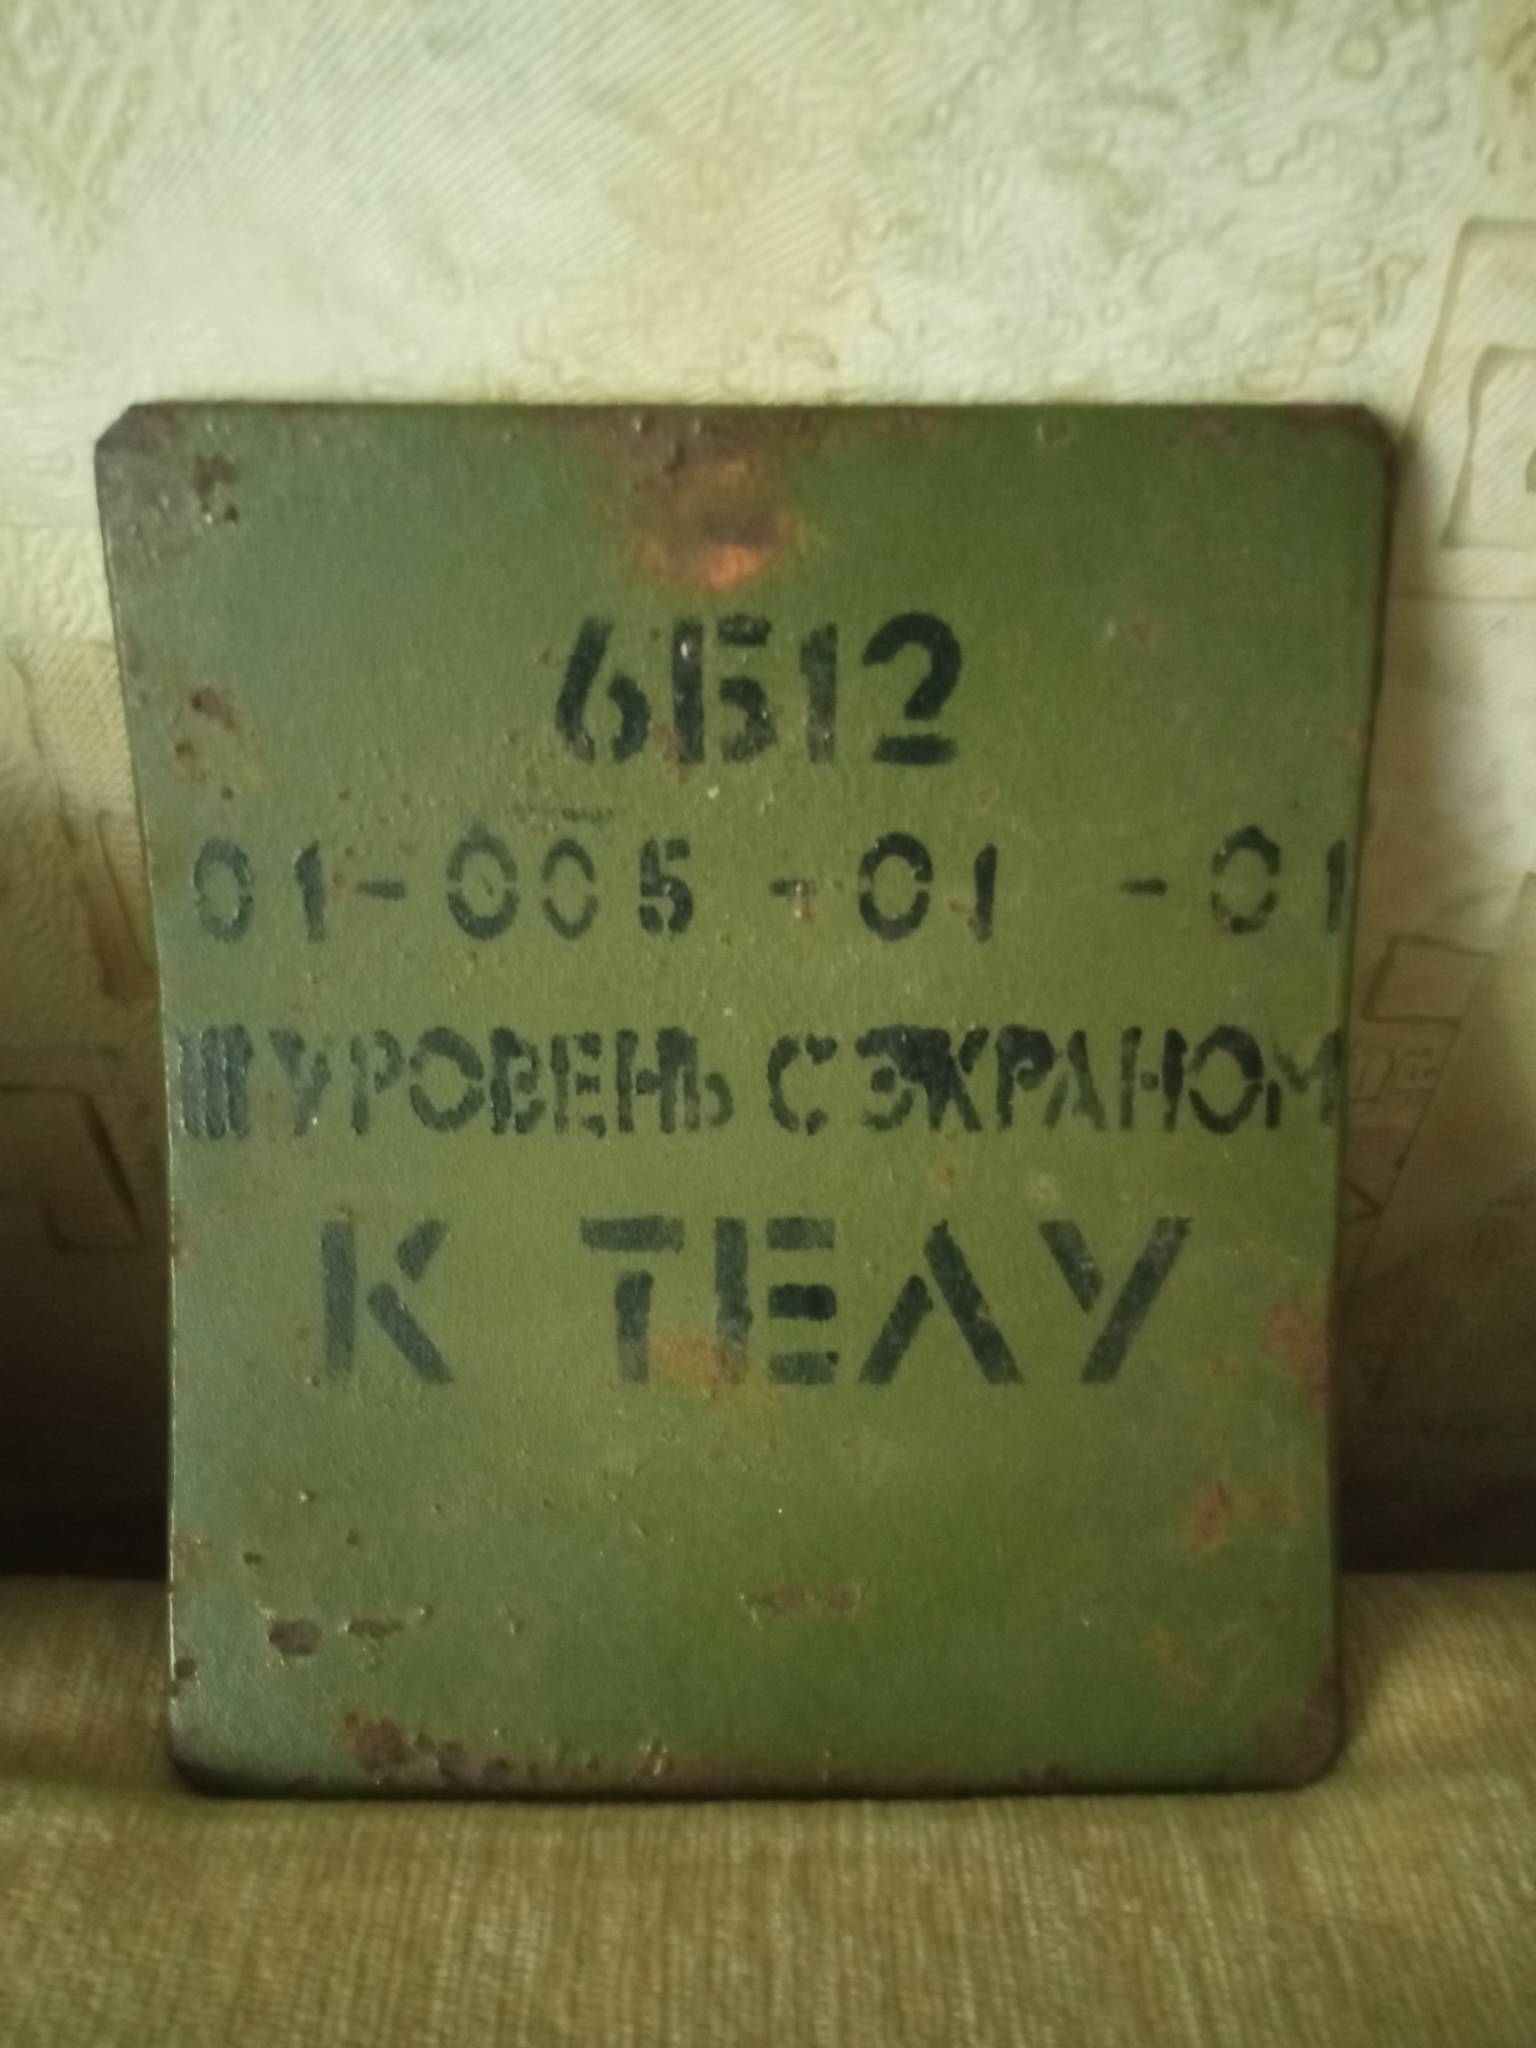 6Б12
01-005 -01 -01
III УРОВЕНЬ С ЭКРАНОМ
К ТЕЛУ